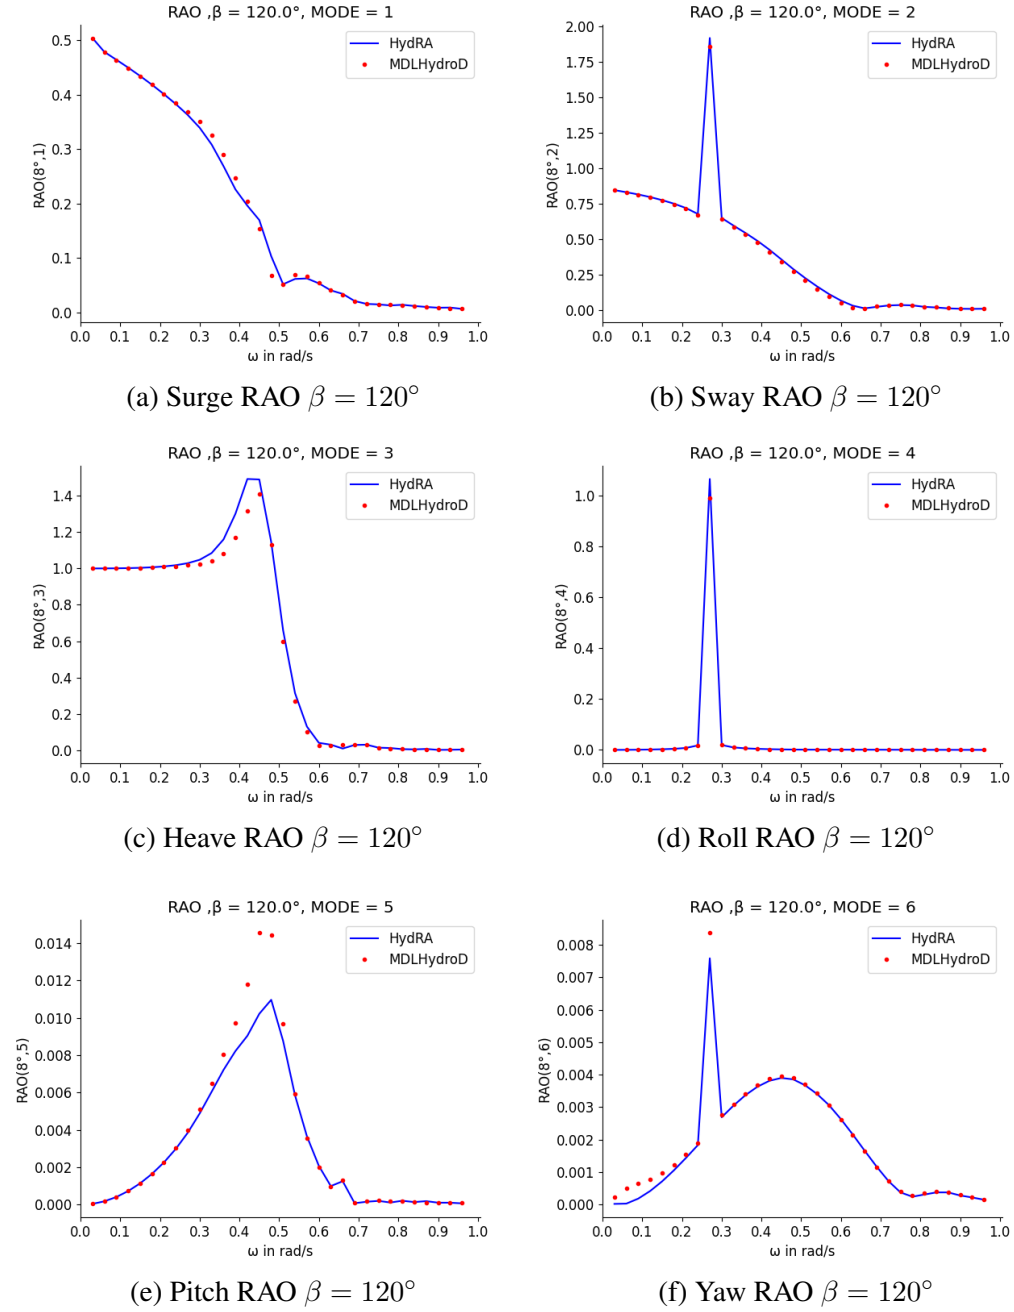 RAO ,β = 120.0°, MODE = 1
HydRA
MDLHydroD
RAO(8°,1)
0.5
0.4
0.3
0.2
0.1
0.0
0.0 0.1 0.2 0.3 0.4 0.5 0.6 0.7 0.8 0.9 1.0
ω in rad/s
(a) Surge RAO β = 120°
RAO ,β = 120.0°, MODE = 2
HydRA
MDLHydroD
RAO(8°,2)
2.00
1.75
1.50
1.25
1.00
0.75
0.50
0.25
0.00
0.0 0.1 0.2 0.3 0.4 0.5 0.6 0.7 0.8 0.9 1.0
ω in rad/s
(b) Sway RAO β = 120°
RAO ,β = 120.0°, MODE = 3
HydRA
MDLHydroD
RAO(8°,3)
1.4
1.2
1.0
0.8
0.6
0.4
0.2
0.0
0.0 0.1 0.2 0.3 0.4 0.5 0.6 0.7 0.8 0.9 1.0
ω in rad/s
(c) Heave RAO β = 120°
RAO ,β = 120.0°, MODE = 4
HydRA
MDLHydroD
RAO(8°,4)
1.0
0.8
0.6
0.4
0.2
0.0
0.0 0.1 0.2 0.3 0.4 0.5 0.6 0.7 0.8 0.9 1.0
ω in rad/s
(d) Roll RAO β = 120°
RAO ,β = 120.0°, MODE = 5
HydRA
MDLHydroD
RAO(8°,5)
0.014
0.012
0.010
0.008
0.006
0.004
0.002
0.000
0.0 0.1 0.2 0.3 0.4 0.5 0.6 0.7 0.8 0.9 1.0
ω in rad/s
(e) Pitch RAO β = 120°
RAO ,β = 120.0°, MODE = 6
HydRA
MDLHydroD
RAO(8°,6)
0.008
0.007
0.006
0.005
0.004
0.003
0.002
0.001
0.000
0.0 0.1 0.2 0.3 0.4 0.5 0.6 0.7 0.8 0.9 1.0
ω in rad/s
(f) Yaw RAO β = 120°